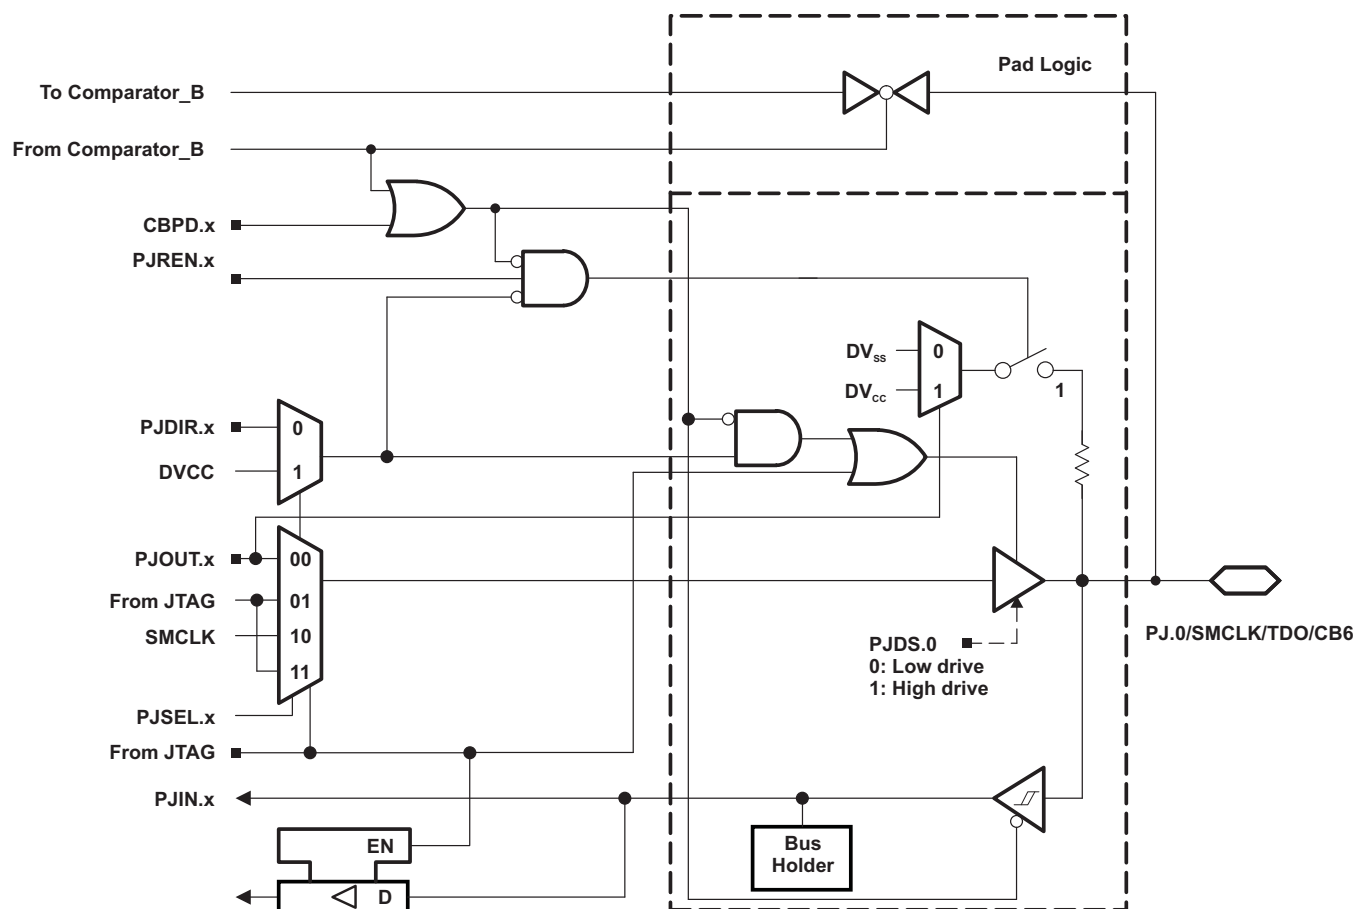 Pad Logic
To Comparator_B
From Comparator_B
CBPD.x
PJREN.x
DVSS
0
DVCC
1
1
PJDIR.x
0
DVCC
1
PJOUT.x
00
From JTAG
01
SMCLK
10
11
PJSEL.x
From JTAG
PJDS.0
0: Low drive
1: High drive
PJ.0/SMCLK/TDO/CB6
PJIN.x
Bus
Holder
EN
D